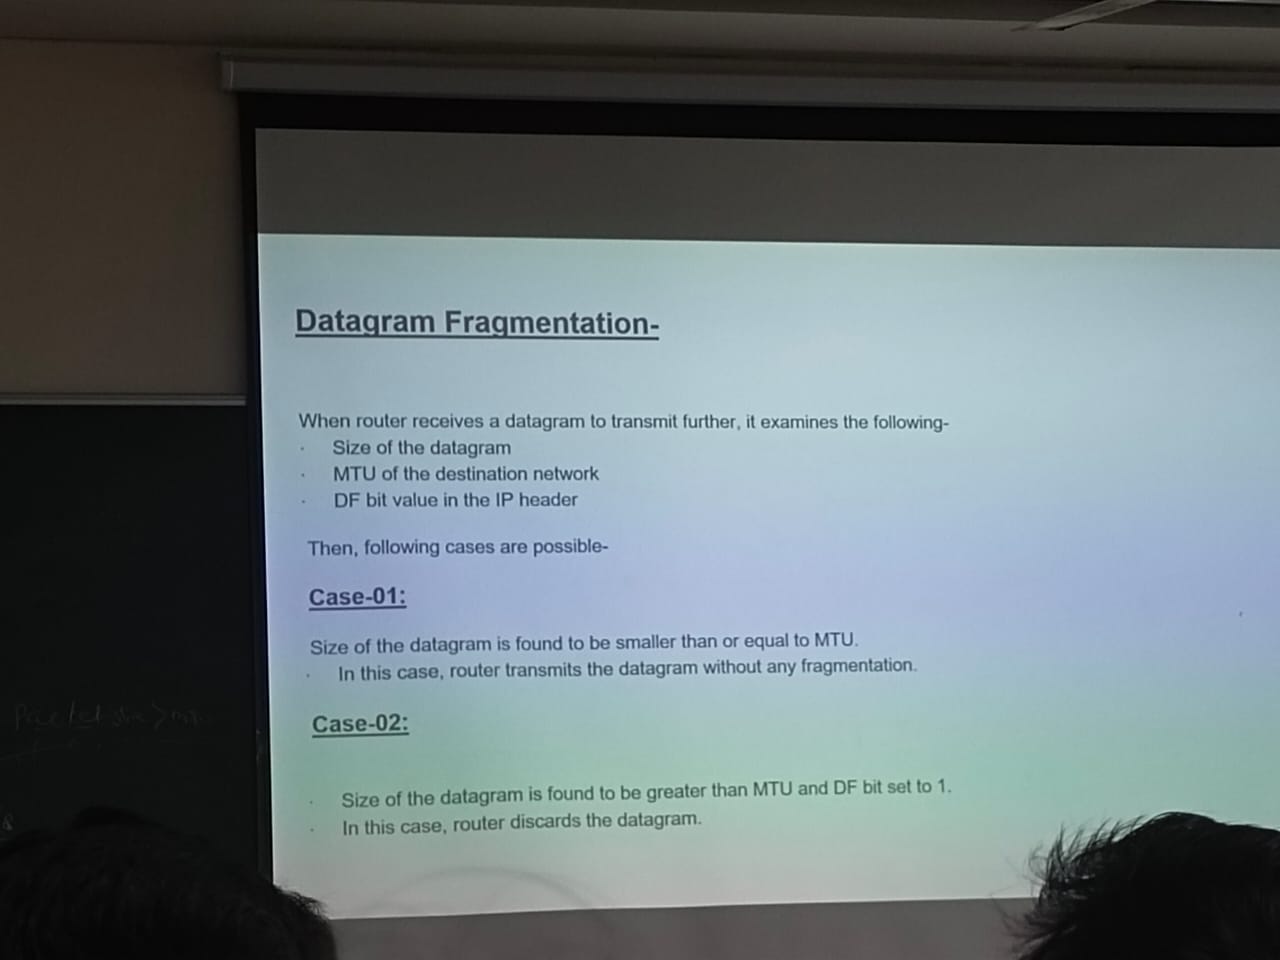 Datagram Fragmentation-
When router receives a datagram to transmit further, it examines the following-
· Size of the datagram
· MTU of the destination network
· DF bit value in the IP header
Then, following cases are possible-
Case-01:
Size of the datagram is found to be smaller than or equal to MTU.
· In this case, router transmits the datagram without any fragmentation.
Case-02:
· Size of the datagram is found to be greater than MTU and DF bit set to 1.
· In this case, router discards the datagram.
Packet size >